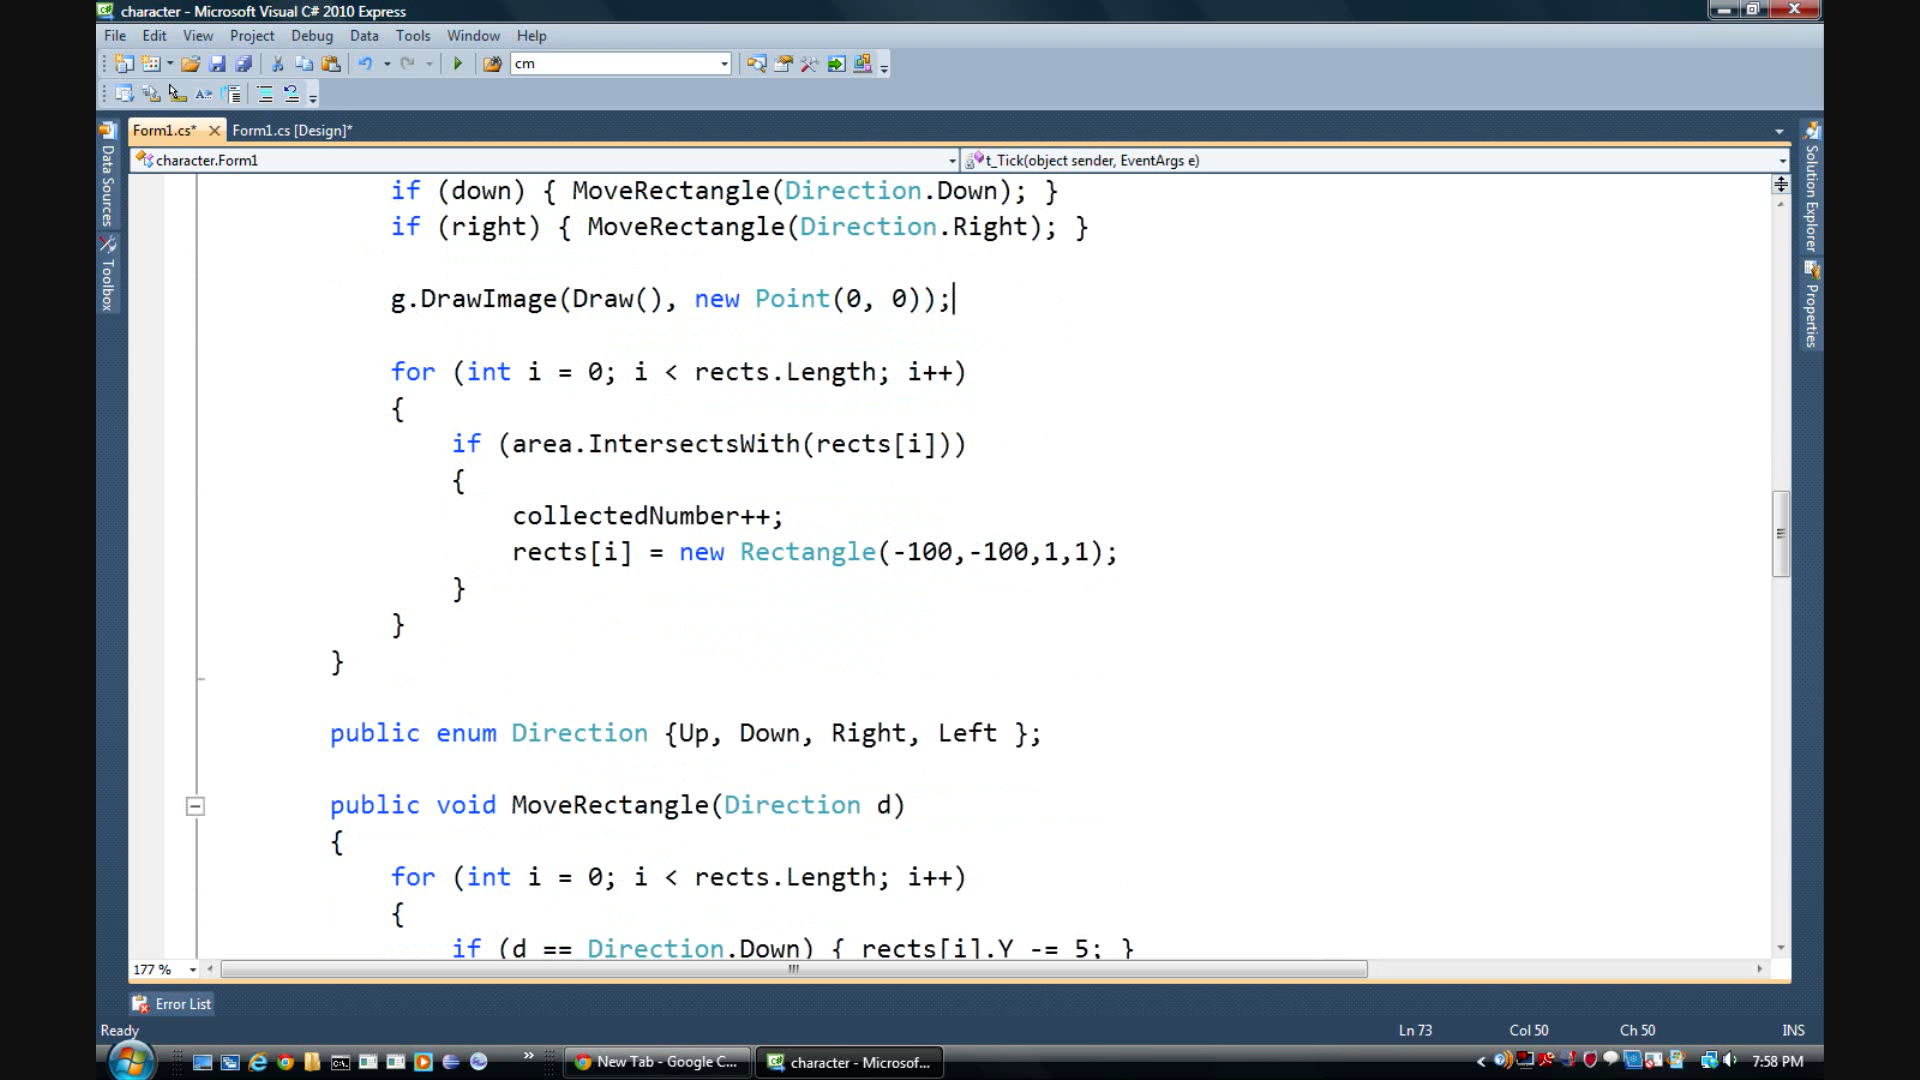 character - Microsoft Visual C# 2010 Express
File Edit View Project Debug Data Tools Window Help
cm
Form1.cs* Form1.cs [Design]*
character.Form1 t_Tick(object sender, EventArgs e)
Data Sources
Toolbox
Solution Explorer
Properties
if (down) { MoveRectangle(Direction.Down); }
if (right) { MoveRectangle(Direction.Right); }
g.DrawImage(Draw(), new Point(0, 0));
for (int i = 0; i < rects.Length; i++)
{
if (area.IntersectsWith(rects[i]))
{
collectedNumber++;
rects[i] = new Rectangle(-100,-100,1,1);
}
}
}
public enum Direction {Up, Down, Right, Left };
public void MoveRectangle(Direction d)
{
for (int i = 0; i < rects.Length; i++)
{
if (d == Direction.Down) { rects[i].Y -= 5; }
177 %
Error List
Ready Ln 73 Col 50 Ch 50 INS
New Tab - Google C... character - Microsof... 7:58 PM